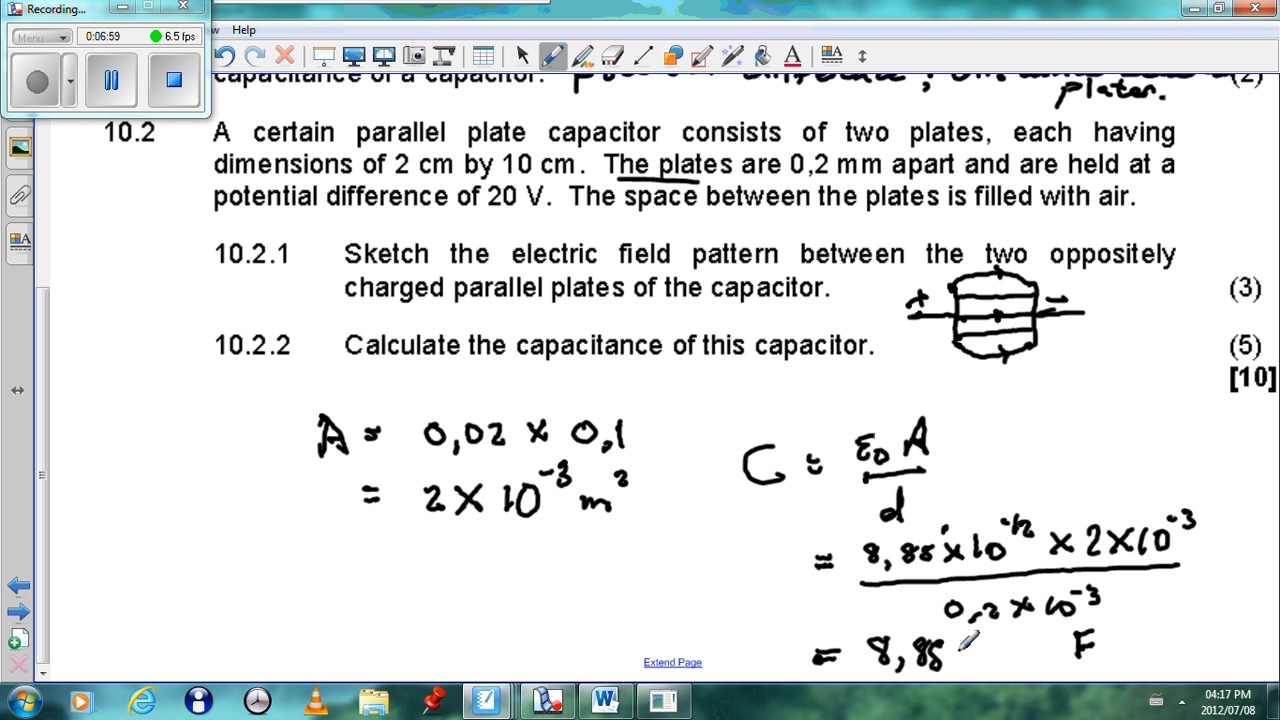 Recording...
Menu 0:06:59 6.5 fps
Help
capacitance of a capacitor. (2)
plates.
10.2 A certain parallel plate capacitor consists of two plates, each having
dimensions of 2 cm by 10 cm. The plates are 0,2 mm apart and are held at a
potential difference of 20 V. The space between the plates is filled with air.
10.2.1 Sketch the electric field pattern between the two oppositely
charged parallel plates of the capacitor. (3)
+ −
10.2.2 Calculate the capacitance of this capacitor. (5)
[10]
A = 0,02 × 0,1
= 2 × 10⁻³ m²
C = ε₀ A
d
= 8,85 × 10⁻¹² × 2 × 10⁻³
0,2 × 10⁻³
= 8,85 F
Extend Page
04:17 PM
2012/07/08